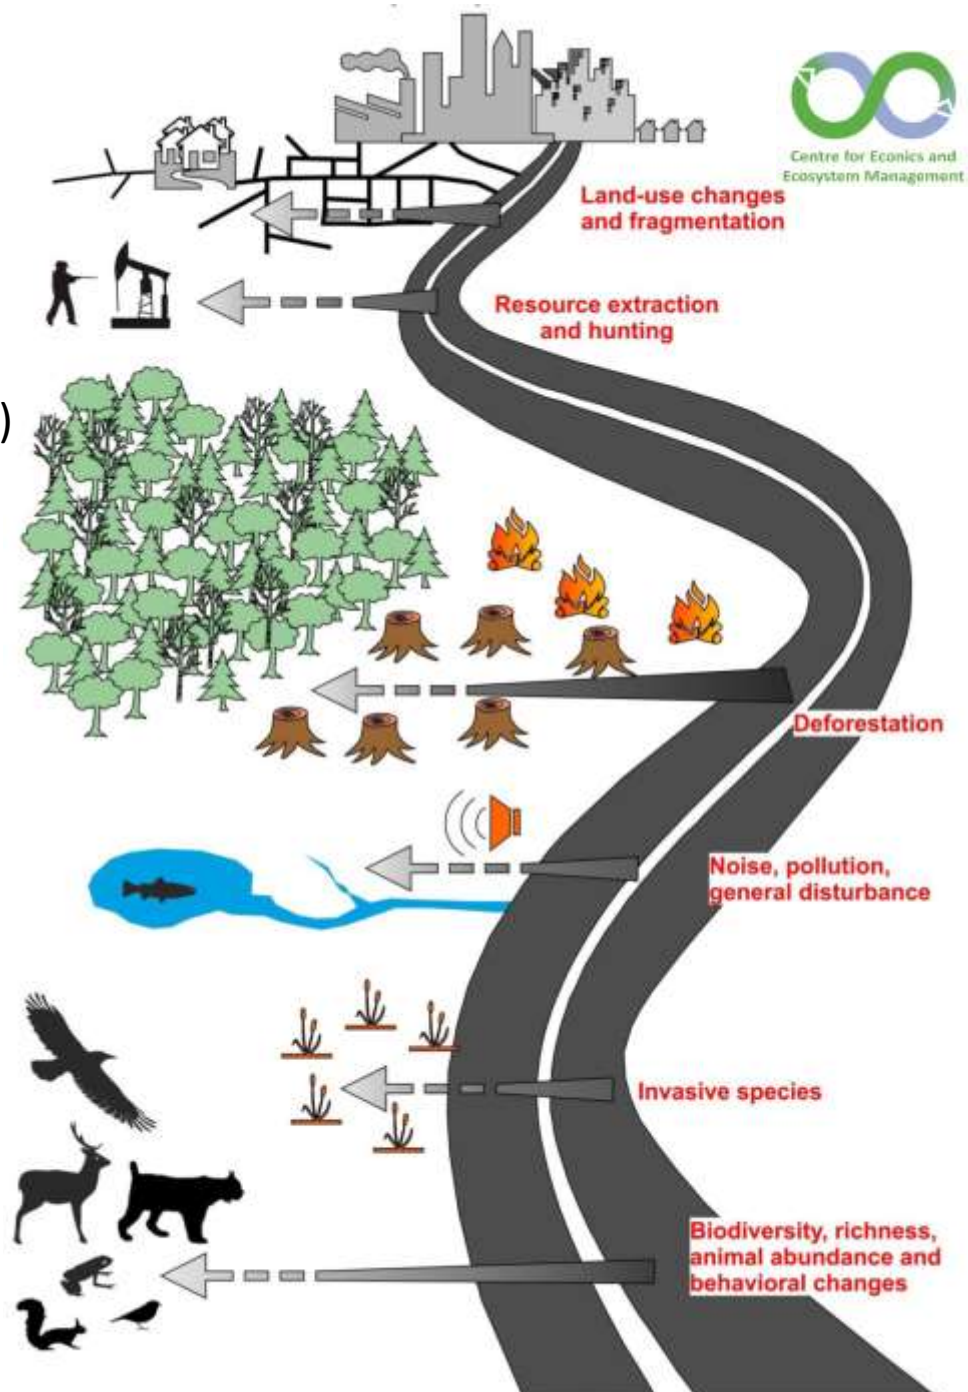 Centre for Econics and
Ecosystem Management
Land-use changes
and fragmentation
Resource extraction
and hunting
)
Deforestation
Noise, pollution,
general disturbance
Invasive species
Biodiversity, richness,
animal abundance and
behavioral changes